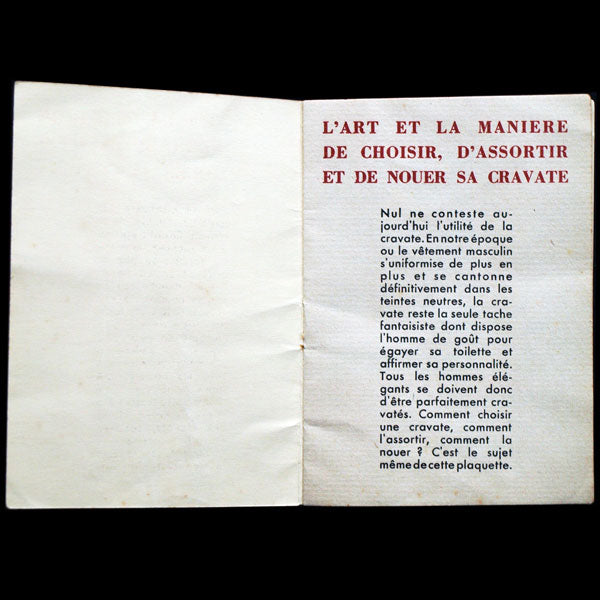 L'ART ET LA MANIERE
DE CHOISIR, D'ASSORTIR
ET DE NOUER SA CRAVATE
Nul ne conteste au-
jourd'hui l'utilité de la
cravate. En notre époque
ou le vêtement masculin
s'uniformise de plus en
plus et se cantonne
définitivement dans les
teintes neutres, la cra-
vate reste la seule tache
fantaisiste dont dispose
l'homme de goût pour
égayer sa toilette et
affirmer sa personnalité.
Tous les hommes élé-
gants se doivent donc
d'être parfaitement cra-
vatés. Comment choisir
une cravate, comment
l'assortir, comment la
nouer ? C'est le sujet
même de cette plaquette.